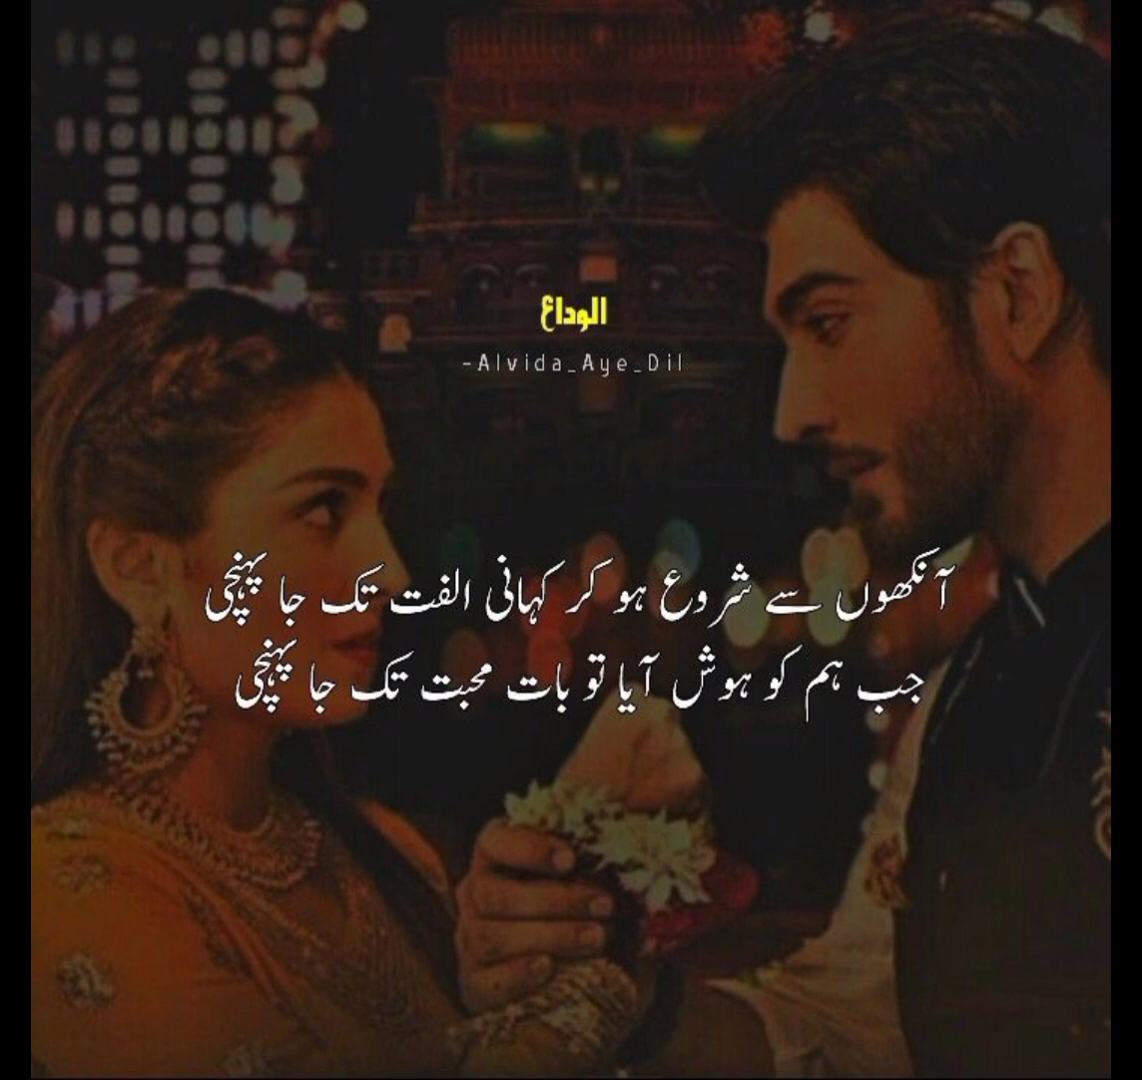 الوداع
-Alvida_Aye_Dil
آنکھوں سے شروع ہو کر کہانی الفت تک جا پہنچی
جب ہم کو ہوش آیا تو بات محبت تک جا پہنچی